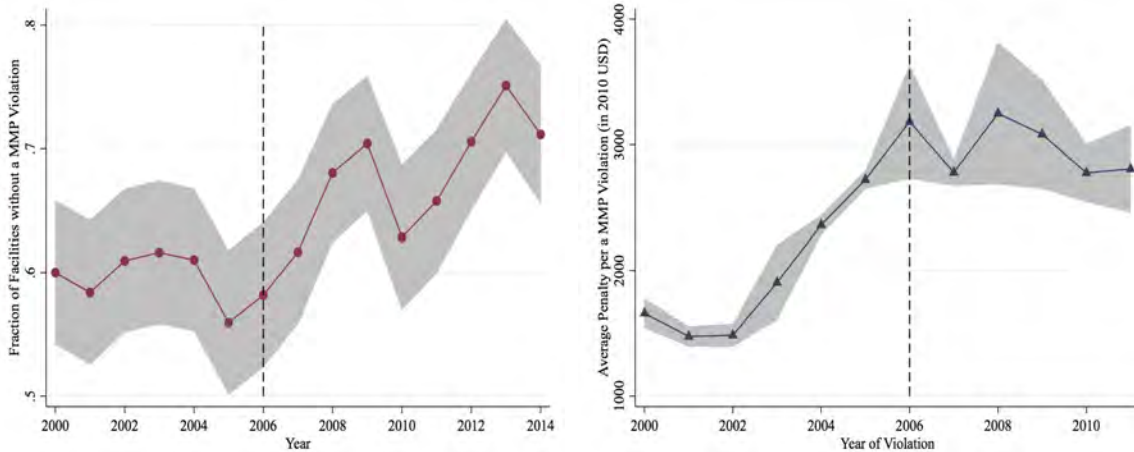 Fraction of Facilities without a MMP Violation
.8
.7
.6
.5
2000 2002 2004 2006 2008 2010 2012 2014
Year
Average Penalty per a MMP Violation (in 2010 USD)
4000
3000
2000
1000
2000 2002 2004 2006 2008 2010
Year of Violation